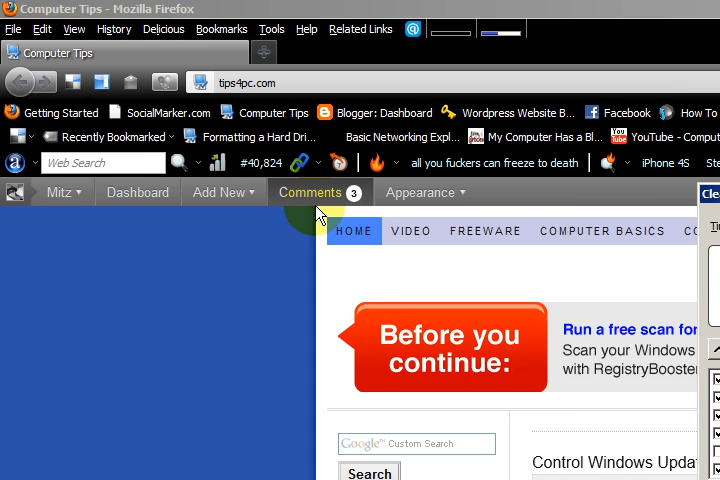 Computer Tips - Mozilla Firefox
File Edit View History Delicious Bookmarks Tools Help Related Links
Computer Tips
tips4pc.com
Getting Started SocialMarker.com Computer Tips Blogger: Dashboard Wordpress Website B... Facebook How To
Recently Bookmarked Formatting a Hard Dri... Basic Networking Expl... My Computer Has a Bl... YouTube - Comput
Web Search #40,824 all you fuckers can freeze to death iPhone 4S Ste
Mitz Dashboard Add New Comments 3 Appearance
Clea
HOME VIDEO FREEWARE COMPUTER BASICS CO
Before you
continue:
Run a free scan for
Scan your Windows
with RegistryBooster
Google™ Custom Search
Search
Control Windows Updat